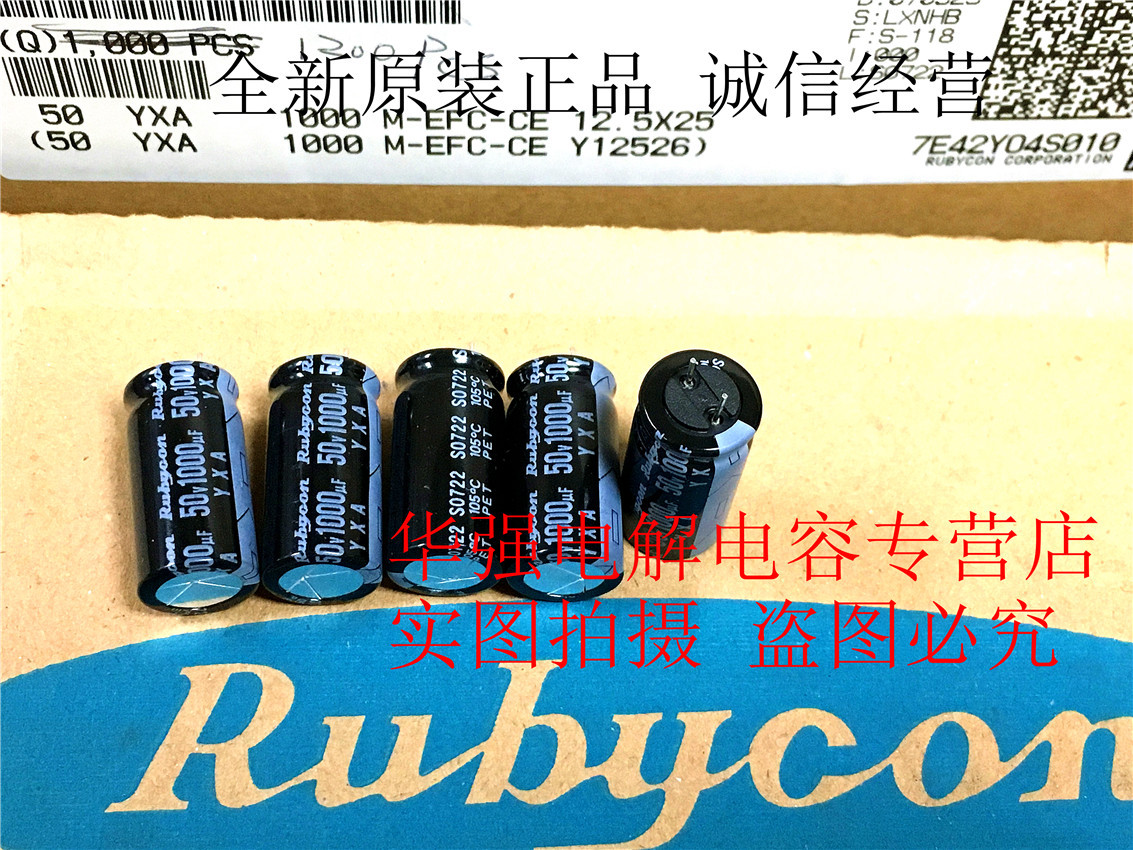 S:LXNHB
F:S-118
(Q)1,000 PCS
全新原装正品 诚信经营
50 YXA 1000 M-EFC-CE 12.5X25
(50 YXA 1000 M-EFC-CE Y12526)
7E42Y04S010
RUBYCON CORPORATION
Rubycon 50v1000µF
YXA
Rubycon 50v1000µF
YXA
S0722 S0722
105°C 105°C
PET PET
Rubycon 50v1000µF
YXA
华强电解电容专营店
实图拍摄 盗图必究
Rubycon